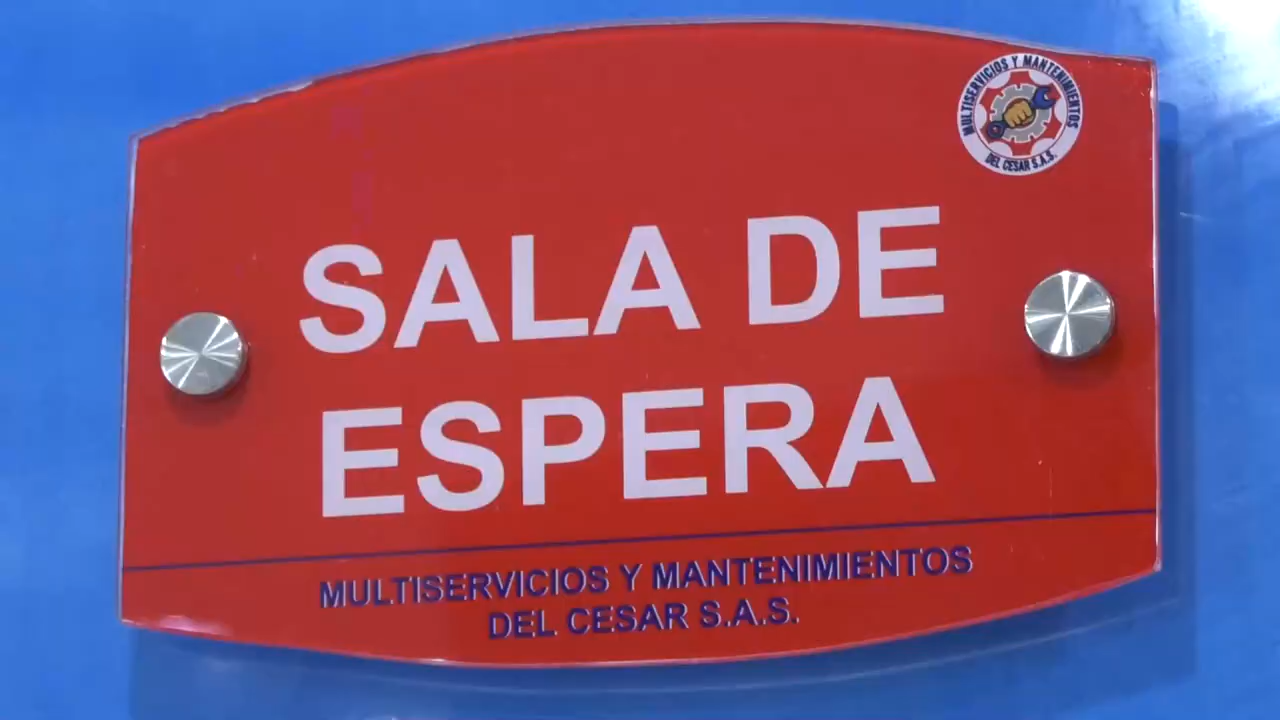 MULTISERVICIOS Y MANTENIMIENTOS
DEL CESAR S.A.S.
SALA DE
ESPERA
MULTISERVICIOS Y MANTENIMIENTOS
DEL CESAR S.A.S.